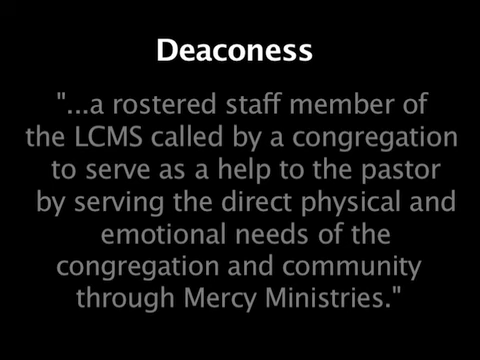 Deaconess
"...a rostered staff member of
the LCMS called by a congregation
to serve as a help to the pastor
by serving the direct physical and
emotional needs of the
congregation and community
through Mercy Ministries."